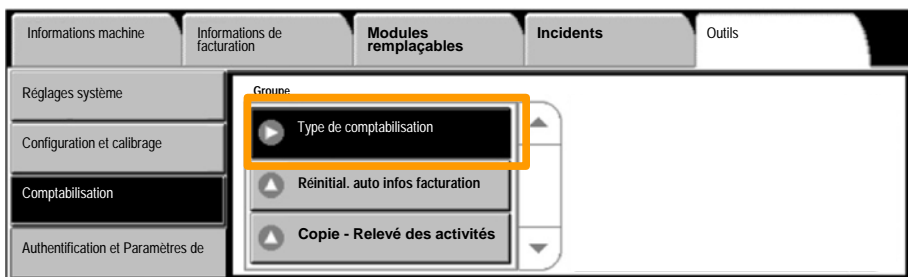 Informations machine
Informations de
facturation
Modules
remplaçables
Incidents
Outils
Réglages système
Configuration et calibrage
Comptabilisation
Authentification et Paramètres de
Groupe
Type de comptabilisation
Réinitial. auto infos facturation
Copie - Relevé des activités